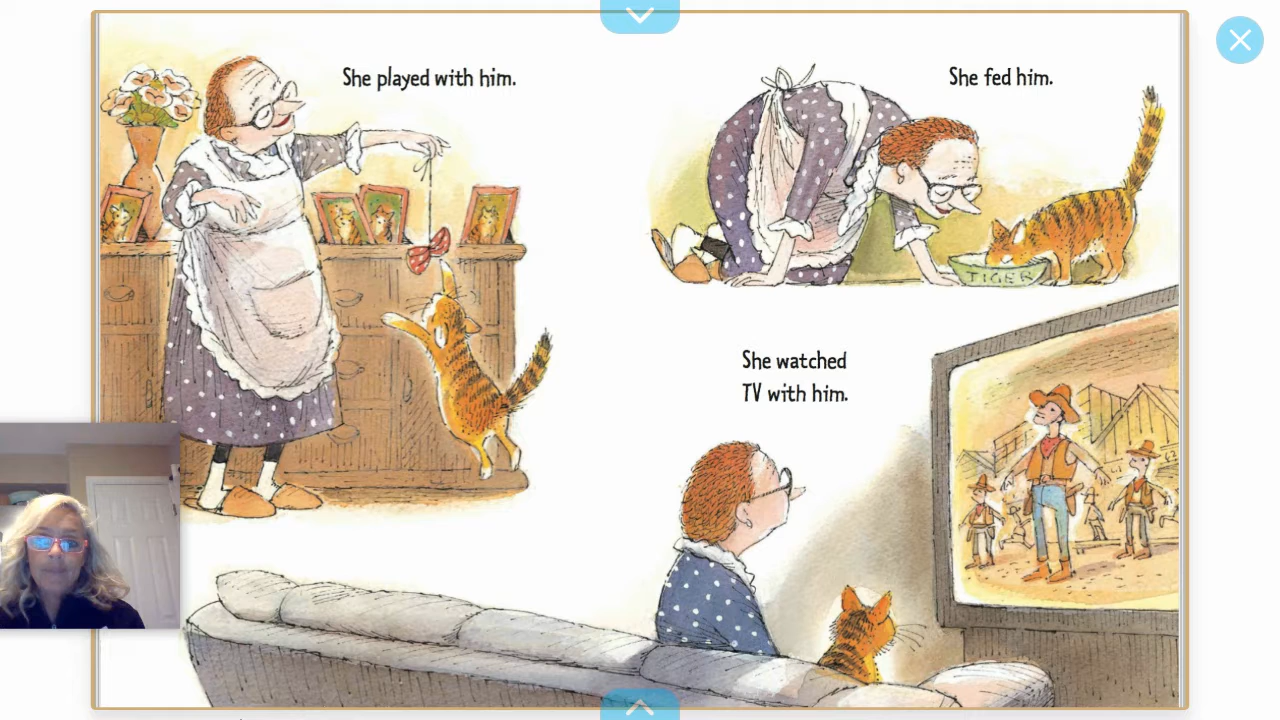 She played with him.
She fed him.
TIGER
She watched
TV with him.